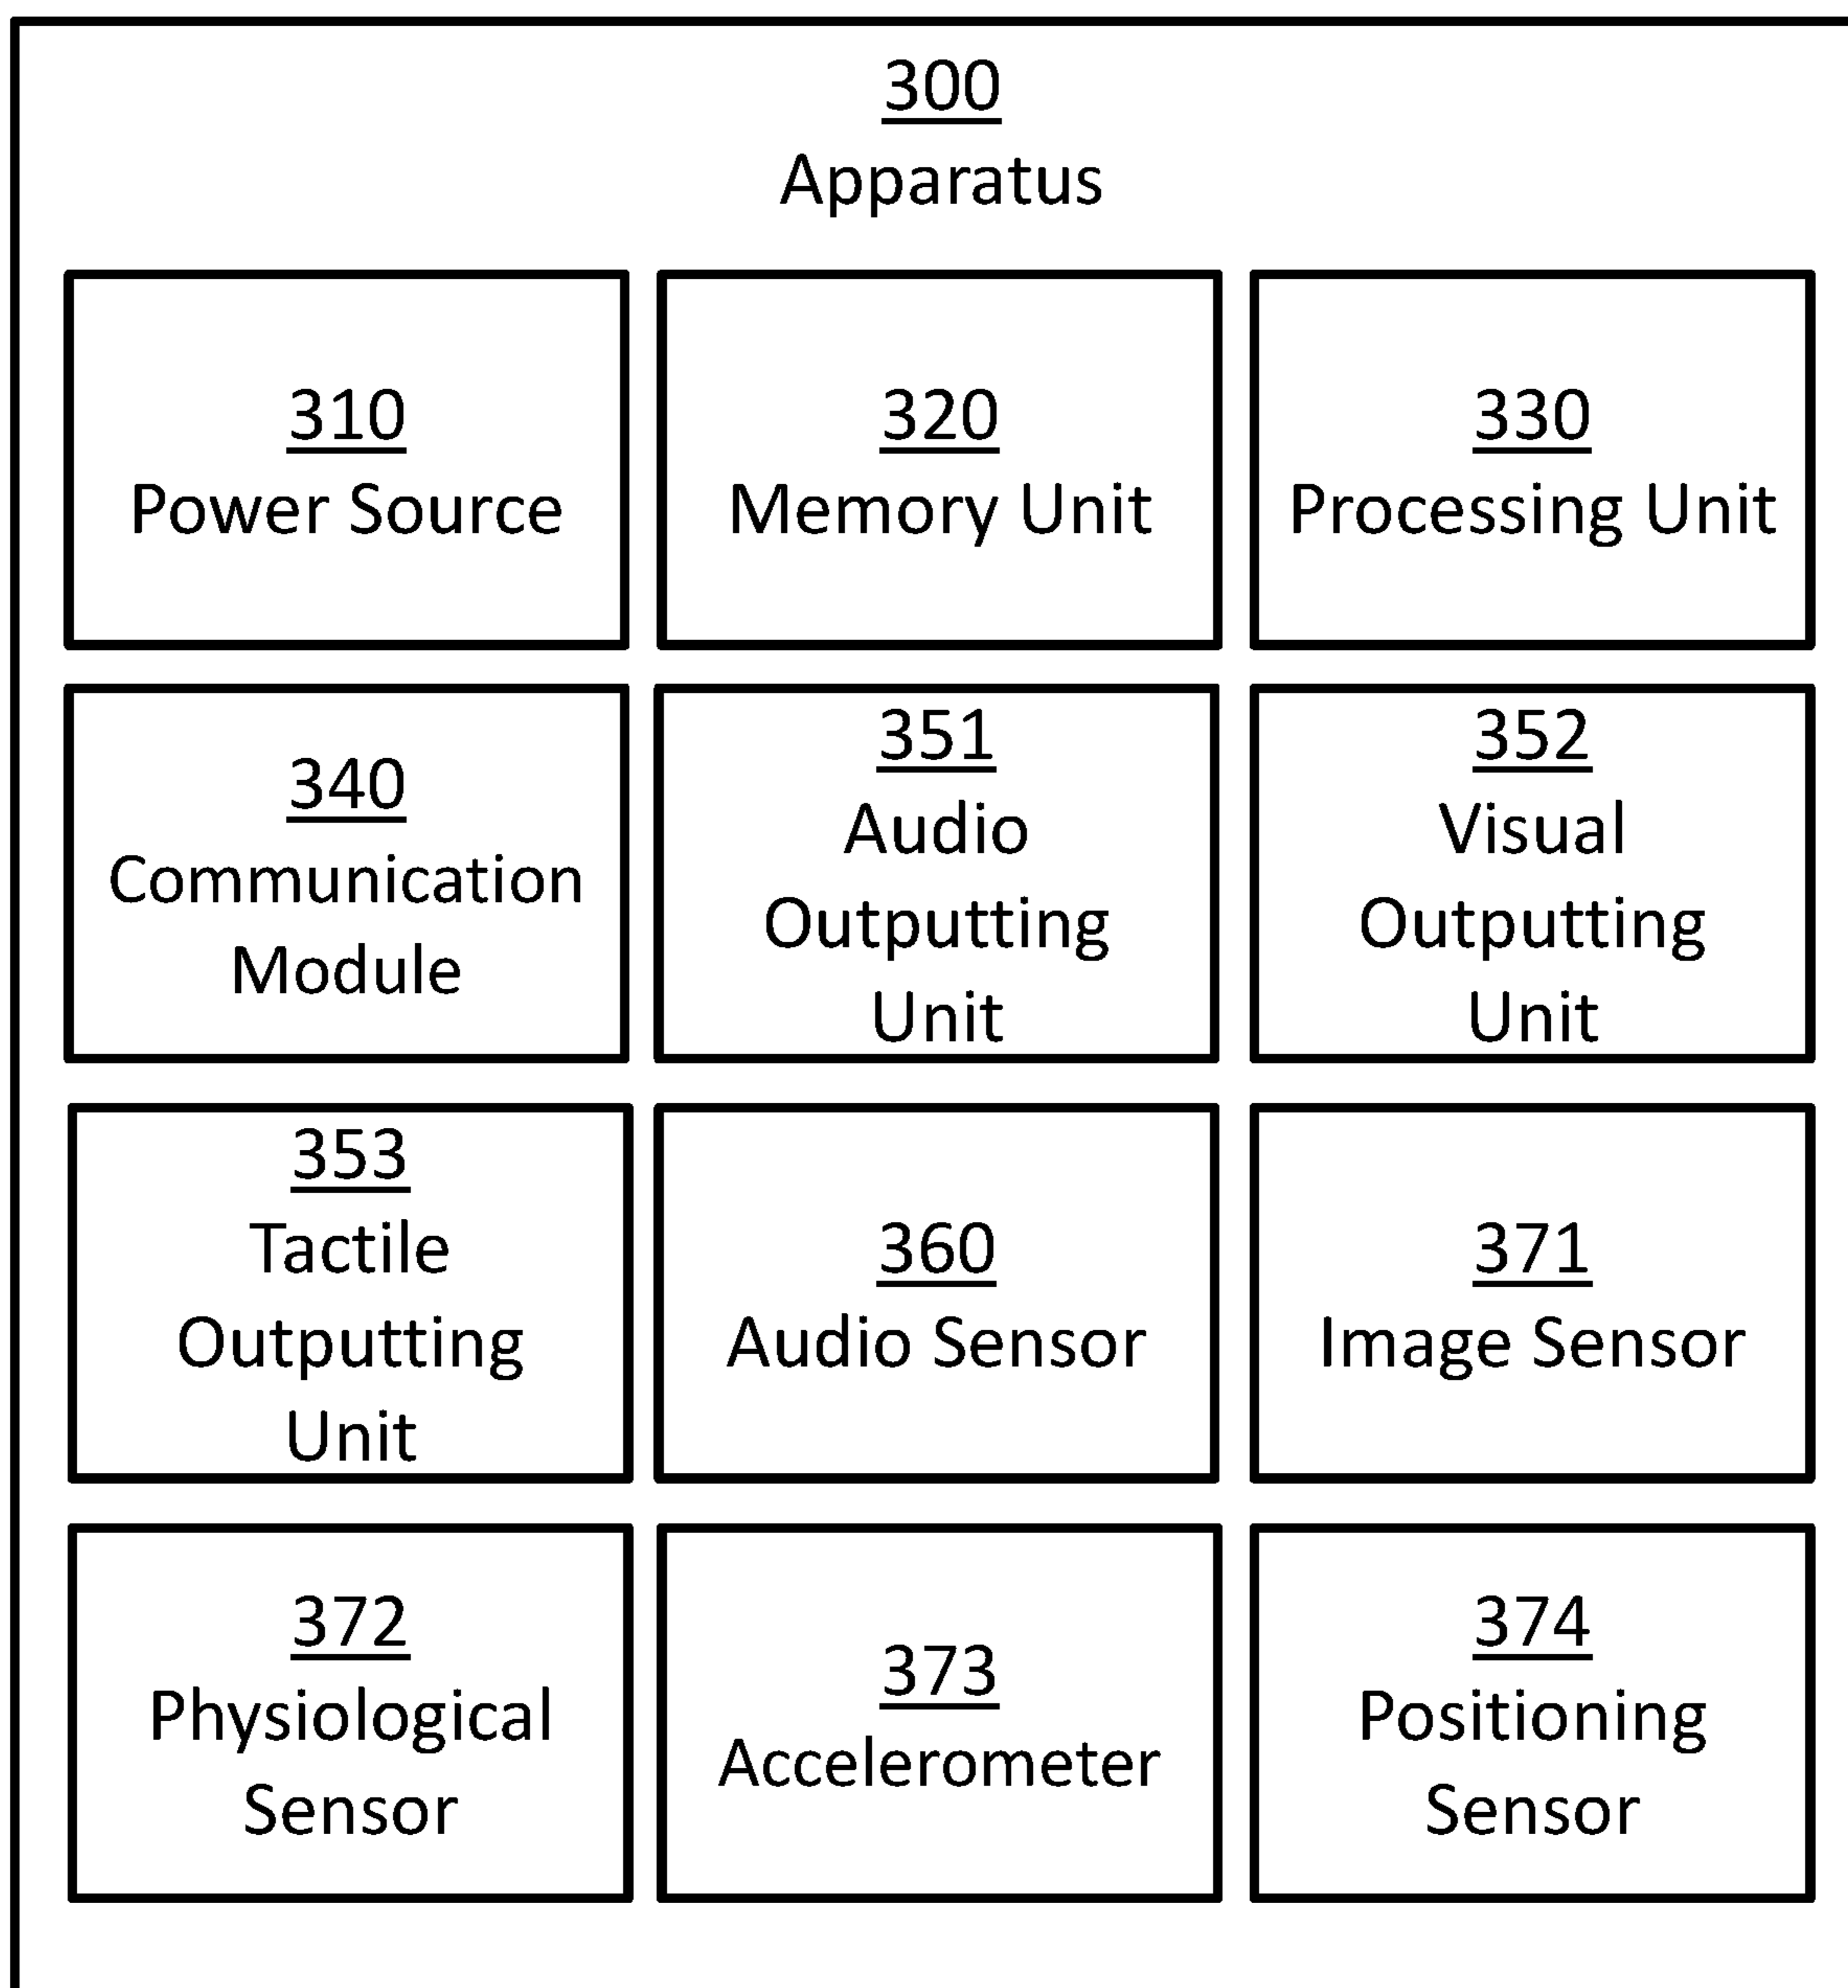 300
Apparatus
310
Power Source
320
Memory Unit
330
Processing Unit
340
Communication
Module
351
Audio
Outputting
Unit
352
Visual
Outputting
Unit
353
Tactile
Outputting
Unit
360
Audio Sensor
371
Image Sensor
372
Physiological
Sensor
373
Accelerometer
374
Positioning
Sensor